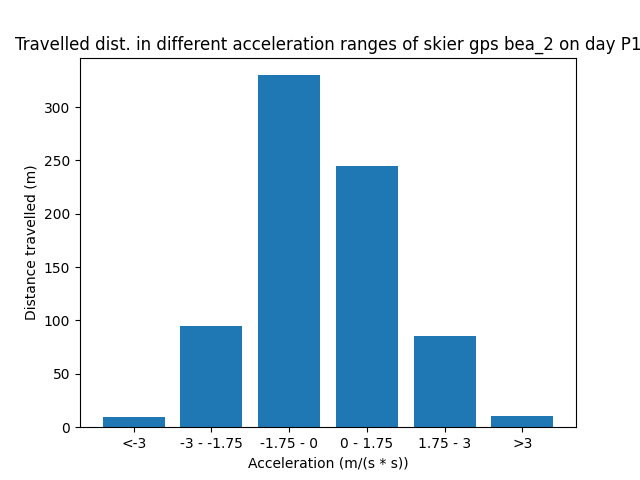 Travelled dist. in different acceleration ranges of skier gps bea_2 on day P1
300
250
200
150
100
50
0
Distance travelled (m)
<-3
-3 - -1.75
-1.75 - 0
0 - 1.75
1.75 - 3
>3
Acceleration (m/(s * s))